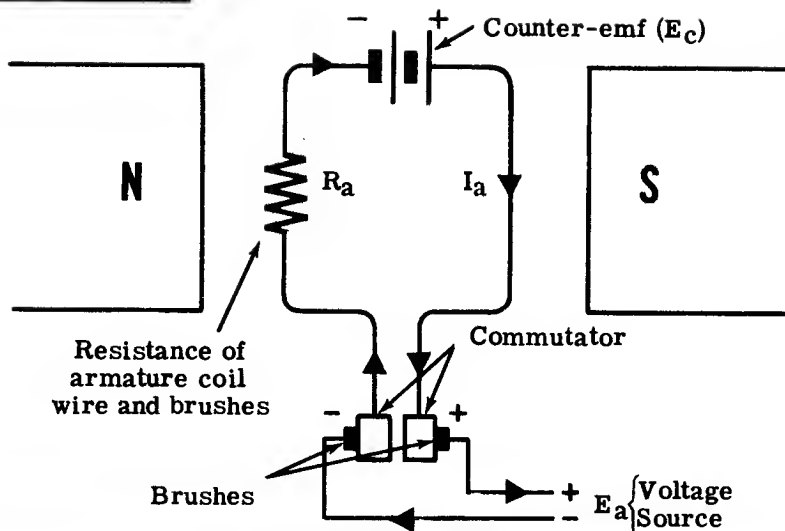 - +
Counter-emf (Ec)
N
Ra
Ia
S
Resistance of
armature coil
wire and brushes
Commutator
- +
Brushes
+
Ea { Voltage
- Source